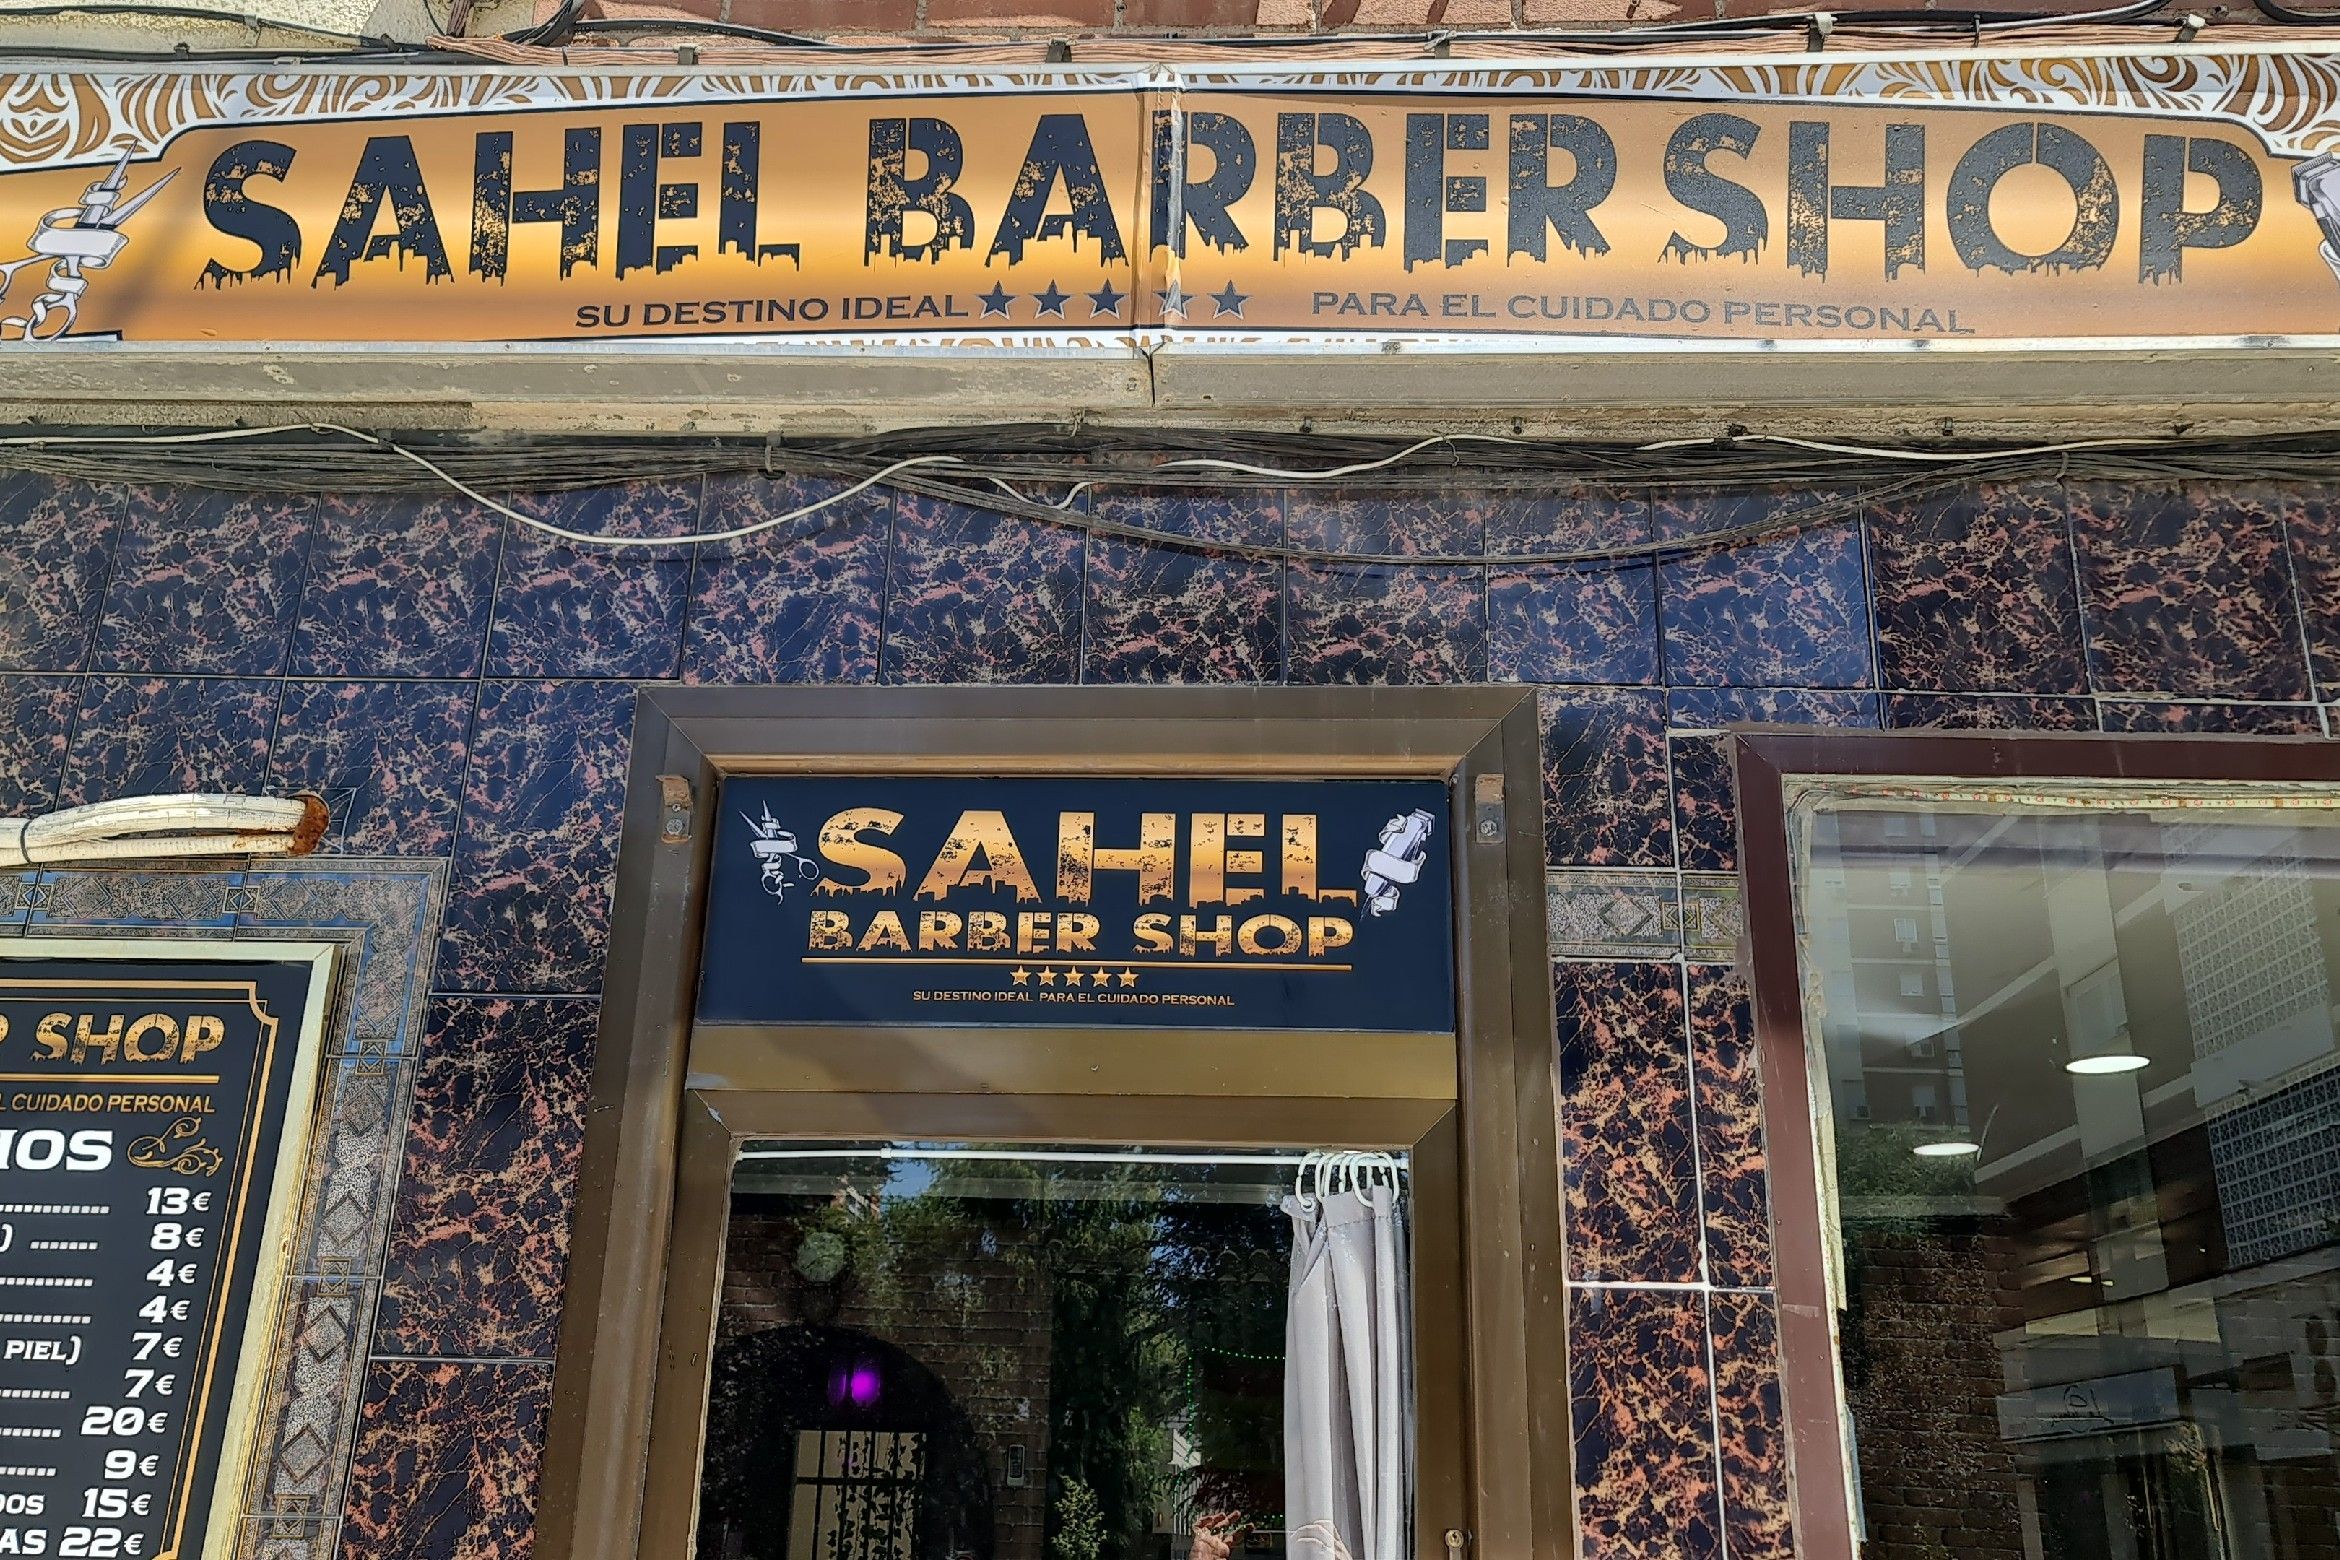 SAHEL BARBER SHOP
SU DESTINO IDEAL PARA EL CUIDADO PERSONAL
SAHEL
BARBER SHOP
SU DESTINO IDEAL PARA EL CUIDADO PERSONAL
SHOP
CUIDADO PERSONAL
13€
8€
4€
4€
PIEL) 7€
7€
20€
9€
15€
22€